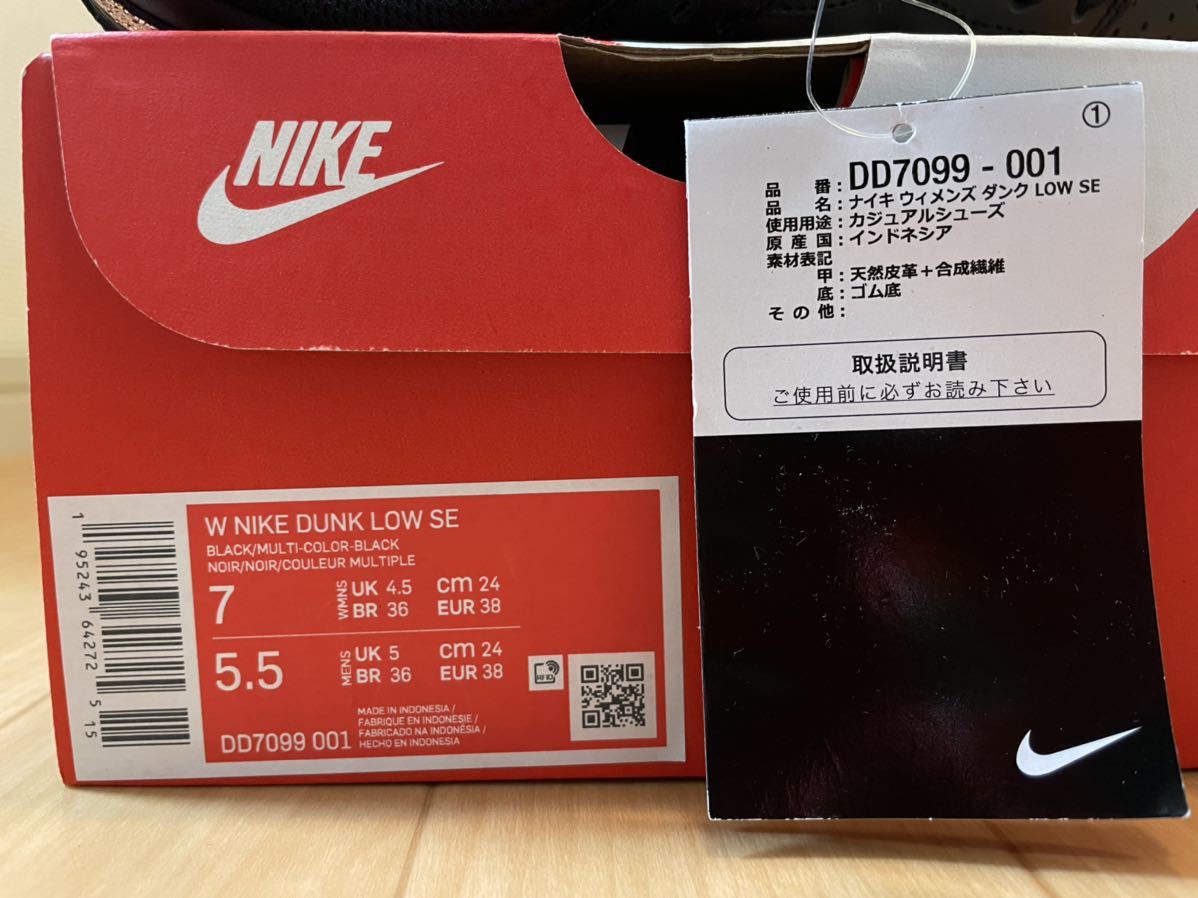 NIKE
①
品 番 : DD7099 - 001
品 名 : ナイキ ウィメンズ ダンク LOW SE
使用用途 : カジュアルシューズ
原 産 国 : インドネシア
素材表記
甲 : 天然皮革＋合成繊維
底 : ゴム底
そ の 他 :
取扱説明書
ご使用前に必ずお読み下さい
1 95243 64272 5 15
W NIKE DUNK LOW SE
BLACK/MULTI-COLOR-BLACK
NOIR/NOIR/COULEUR MULTIPLE
7 WMNS UK 4.5 cm 24
BR 36 EUR 38
5.5 MENS UK 5 cm 24
BR 36 EUR 38
RFID
DD7099 001
MADE IN INDONESIA /
FABRIQUE EN INDONESIE /
FABRICADO NA INDONÉSIA /
HECHO EN INDONESIA